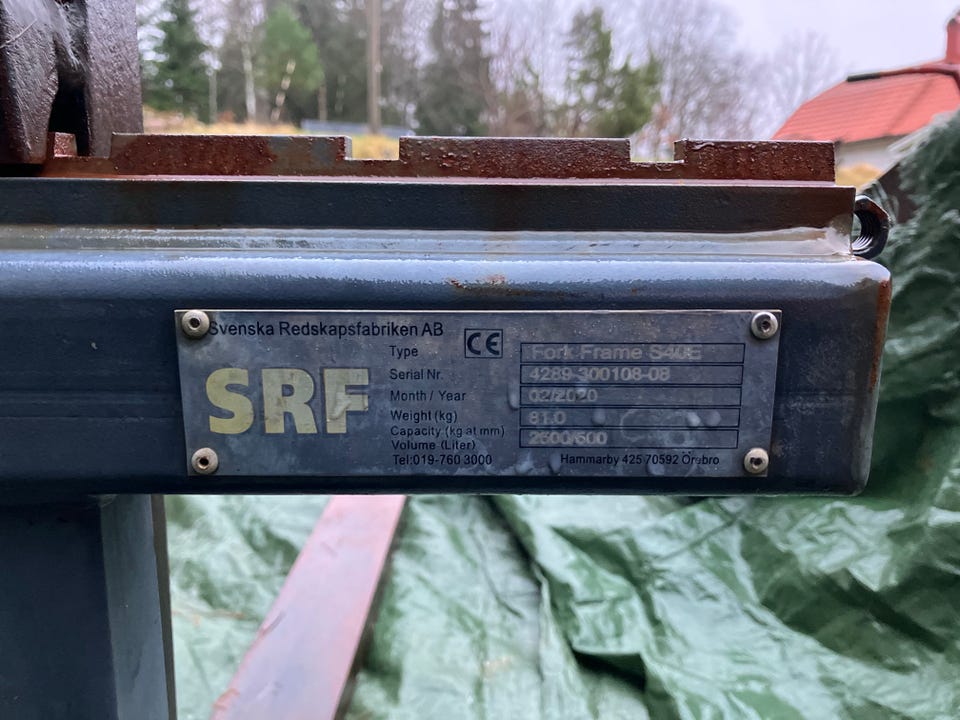 Svenska Redskapsfabriken AB
CE
SRF
Type Fork Frame S40E
Serial Nr. 4289-300108-08
Month / Year 02/2020
Weight (kg) 81.0
Capacity (kg at mm) 2600/600
Volume (Liter)
Tel:019-760 3000 Hammarby 425 70592 Örebro